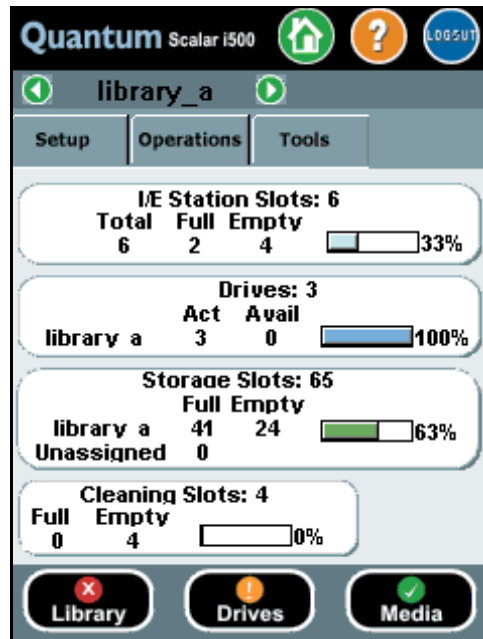 Quantum Scalar i500 ? LOGOUT
library_a
Setup Operations Tools
I/E Station Slots: 6
Total Full Empty
6 2 4 33%
Drives: 3
Act Avail
library_a 3 0 100%
Storage Slots: 65
Full Empty
library_a 41 24 63%
Unassigned 0
Cleaning Slots: 4
Full Empty
0 4 0%
Library Drives Media